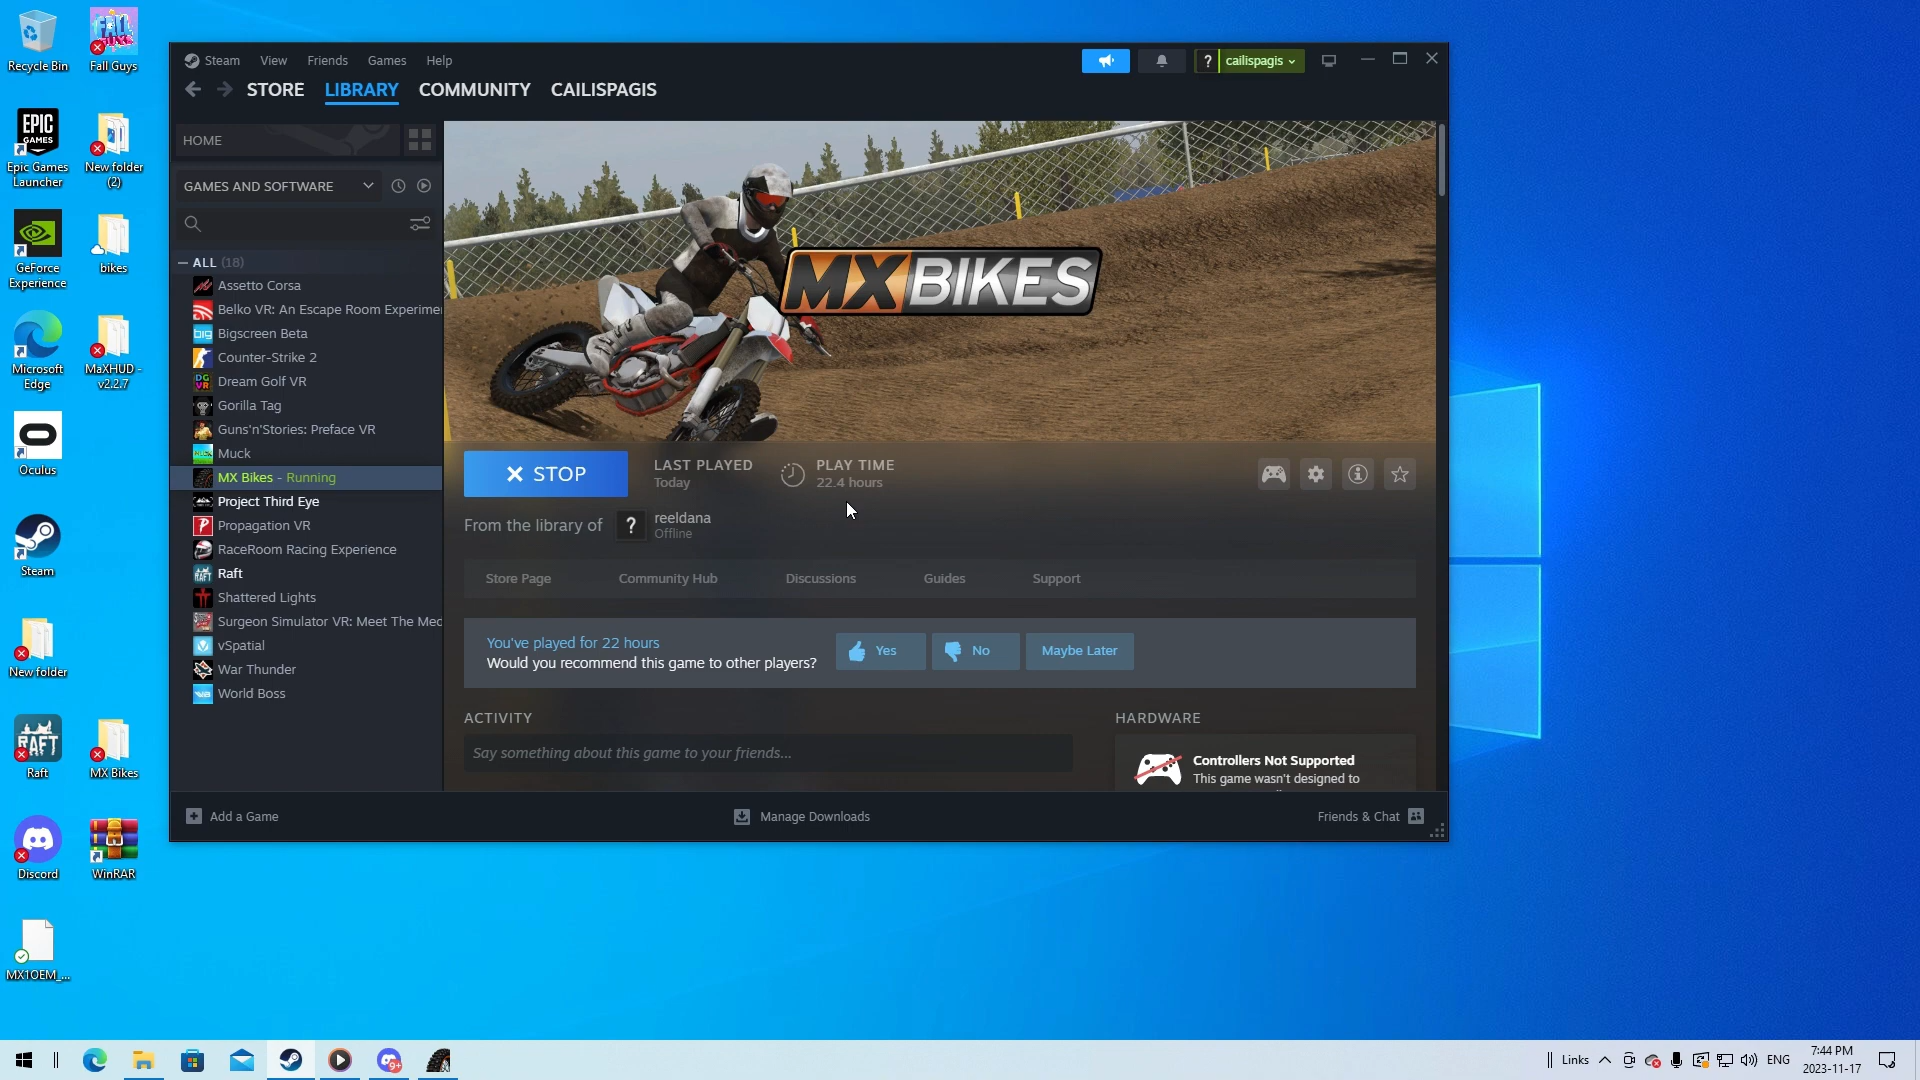 Recycle Bin
Fall Guys
Epic Games
Launcher
New folder
(2)
GeForce
Experience
bikes
Microsoft
Edge
MaXHUD -
v2.2.7
Oculus
Steam
New folder
Raft
MX Bikes
Discord
WinRAR
MX1OEM_...
Steam View Friends Games Help
cailispagis
STORE LIBRARY COMMUNITY CAILISPAGIS
HOME
GAMES AND SOFTWARE
ALL (18)
Assetto Corsa
Belko VR: An Escape Room Experime
Bigscreen Beta
Counter-Strike 2
Dream Golf VR
Gorilla Tag
Guns'n'Stories: Preface VR
Muck
MX Bikes - Running
Project Third Eye
Propagation VR
RaceRoom Racing Experience
Raft
Shattered Lights
Surgeon Simulator VR: Meet The Med
vSpatial
War Thunder
World Boss
MXBIKES
STOP
LAST PLAYED
Today
PLAY TIME
22.4 hours
From the library of
reeldana
Offline
Store Page Community Hub Discussions Guides Support
You've played for 22 hours
Would you recommend this game to other players?
Yes No Maybe Later
ACTIVITY
Say something about this game to your friends...
HARDWARE
Controllers Not Supported
This game wasn't designed to
Add a Game
Manage Downloads
Friends & Chat
Links
ENG
7:44 PM
2023-11-17